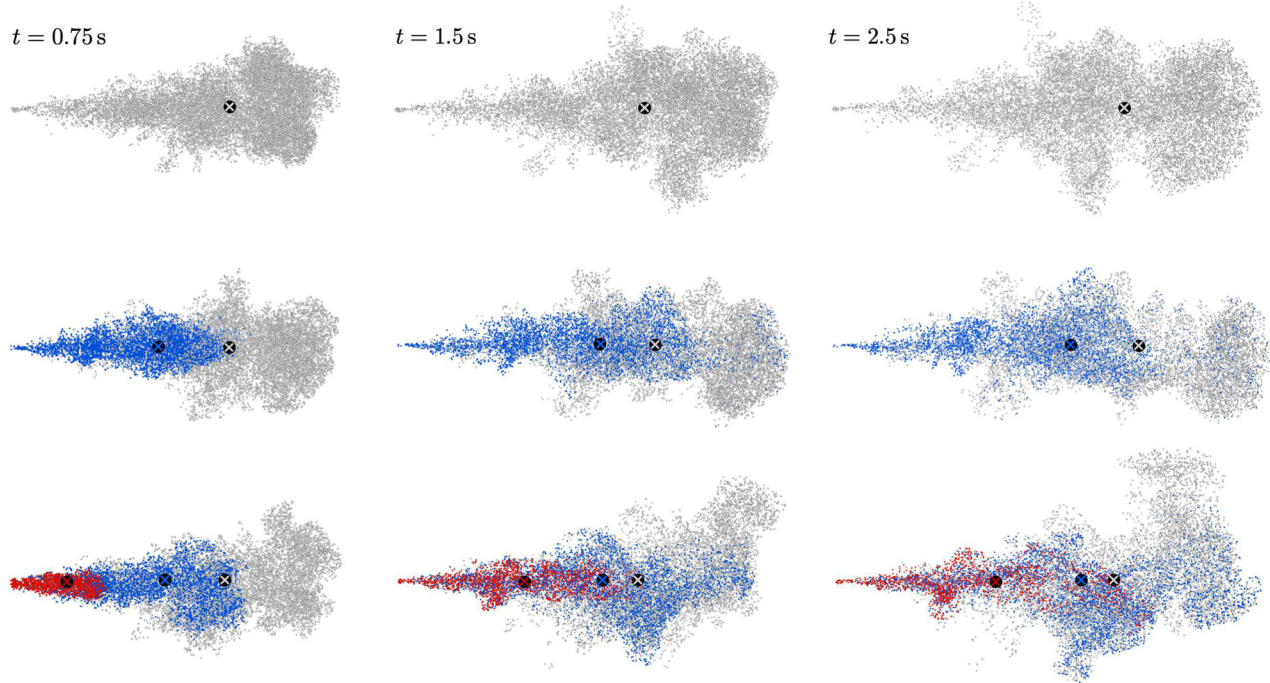 t = 0.75 s
t = 1.5 s
t = 2.5 s